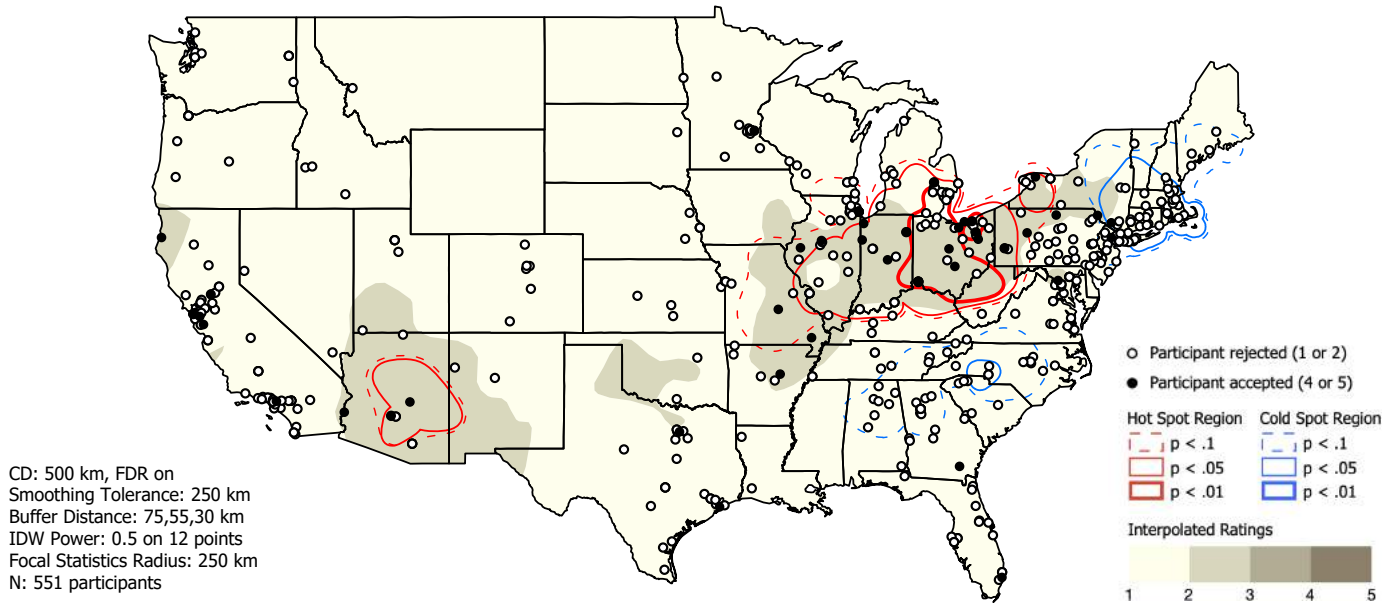 CD: 500 km, FDR on
Smoothing Tolerance: 250 km
Buffer Distance: 75,55,30 km
IDW Power: 0.5 on 12 points
Focal Statistics Radius: 250 km
N: 551 participants
Participant rejected (1 or 2)
Participant accepted (4 or 5)
Hot Spot Region Cold Spot Region
p < .1 p < .1
p < .05 p < .05
p < .01 p < .01
Interpolated Ratings
1 2 3 4 5